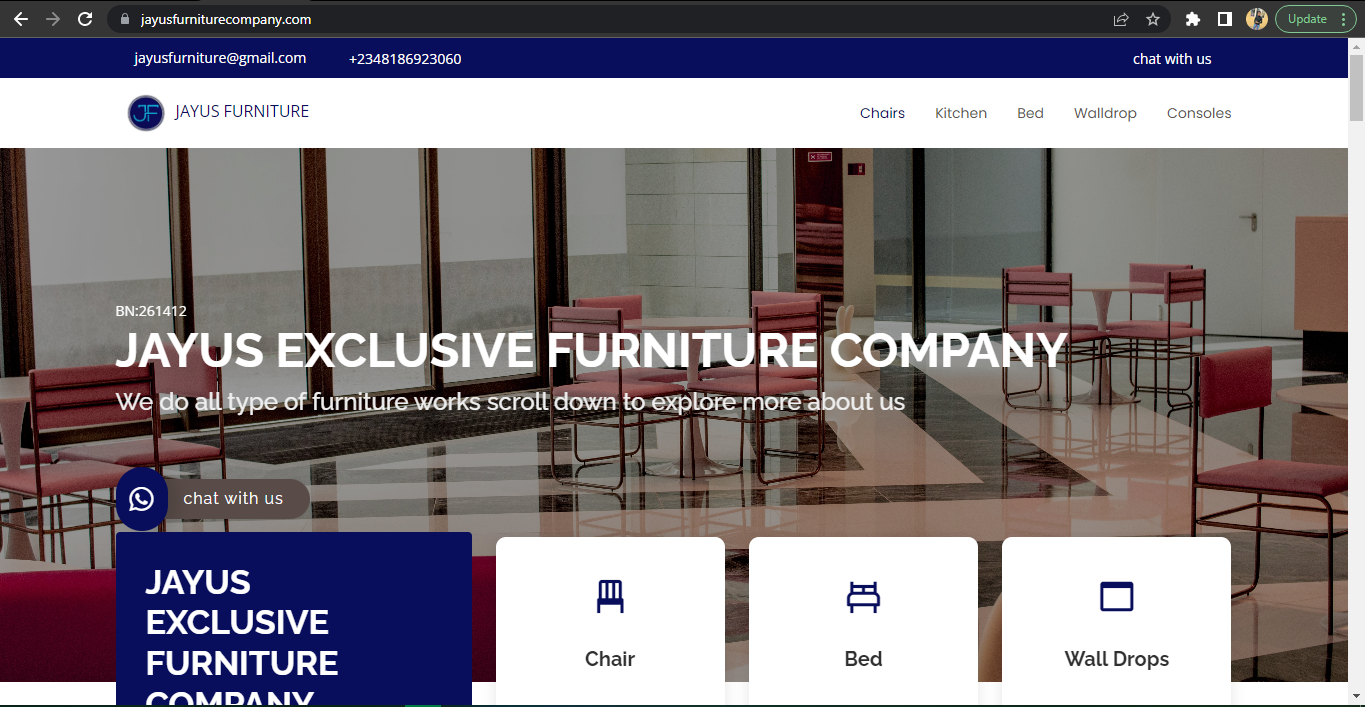 jayusfurniturecompany.com
Update
jayusfurniture@gmail.com +2348186923060 chat with us
JF JAYUS FURNITURE Chairs Kitchen Bed Walldrop Consoles
BN:261412
JAYUS EXCLUSIVE FURNITURE COMPANY
We do all type of furniture works scroll down to explore more about us
chat with us
JAYUS
EXCLUSIVE
FURNITURE
COMPANY
Chair
Bed
Wall Drops